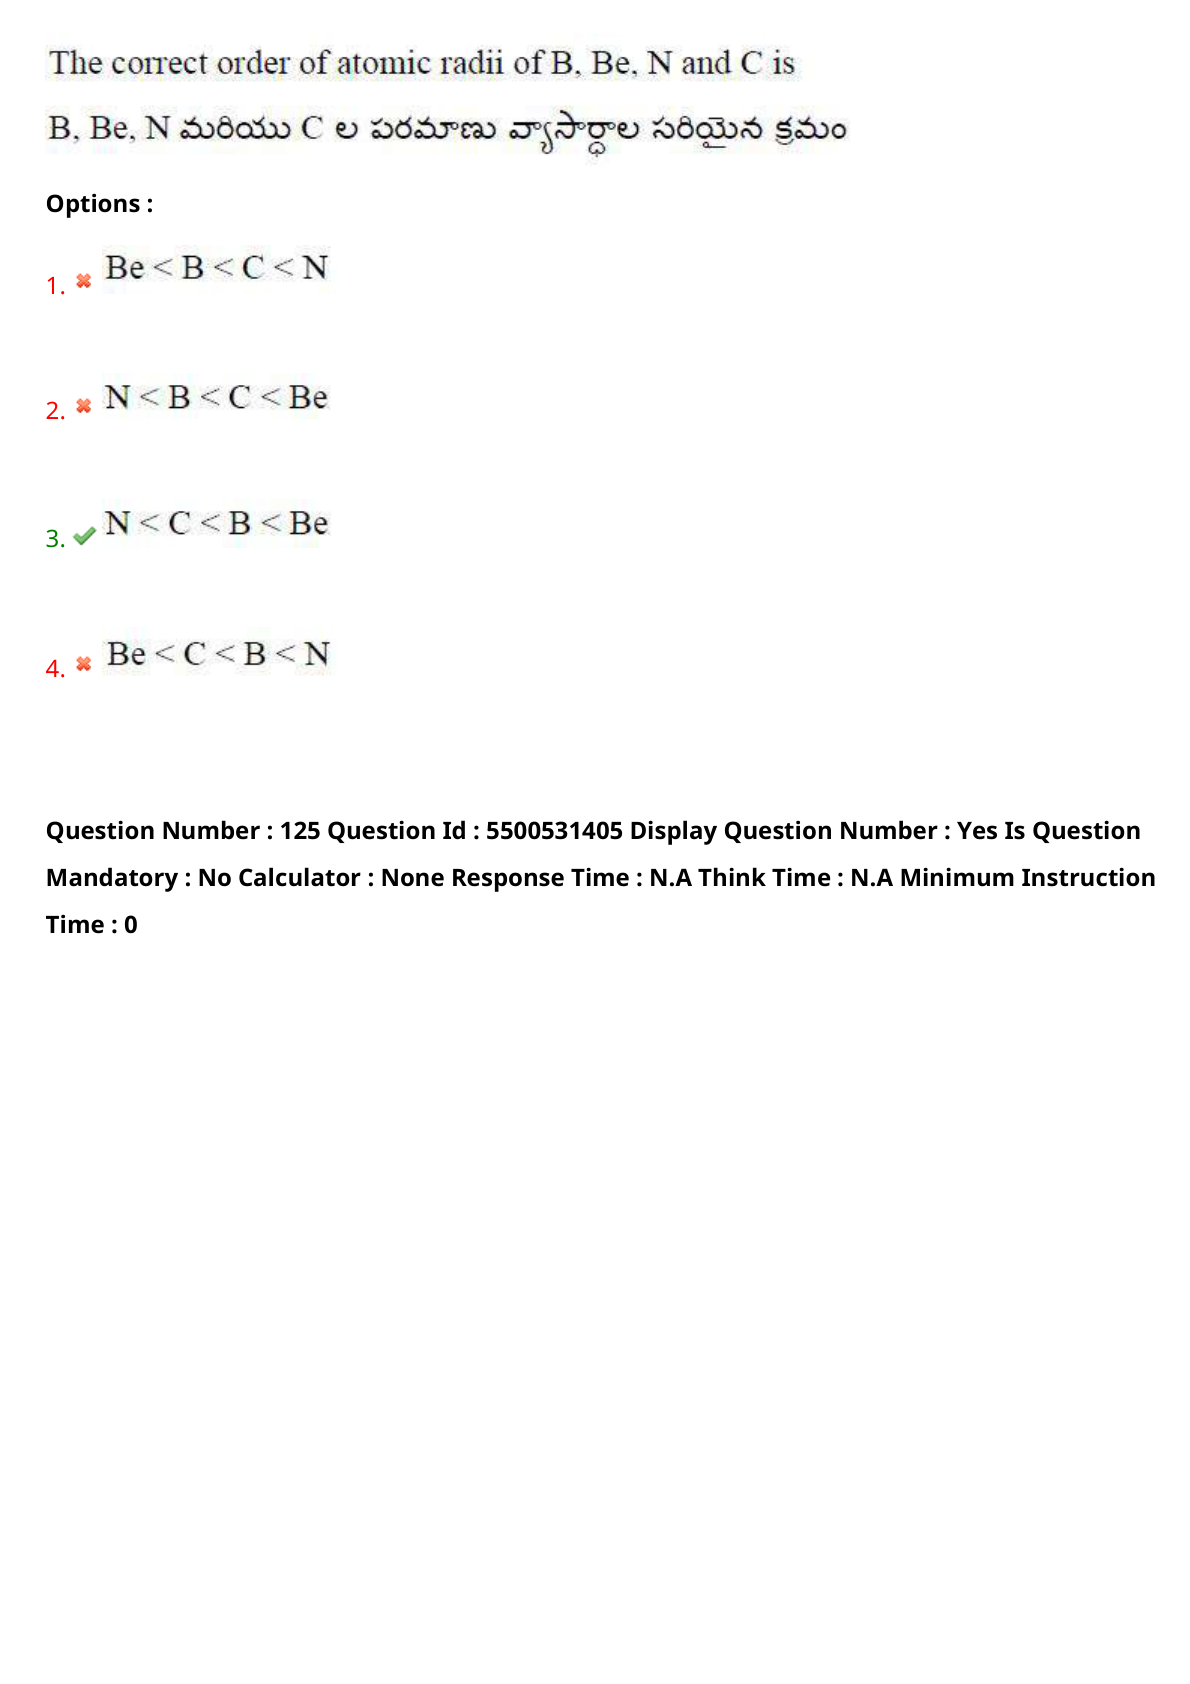 The correct order of atomic radii of B, Be, N and C is
B, Be, N మరియు C ల పరమాణు వ్యాసార్ధాల సరియైన క్రమం
Options :
1. Be < B < C < N
2. N < B < C < Be
3. N < C < B < Be
4. Be < C < B < N
Question Number : 125 Question Id : 5500531405 Display Question Number : Yes Is Question
Mandatory : No Calculator : None Response Time : N.A Think Time : N.A Minimum Instruction
Time : 0